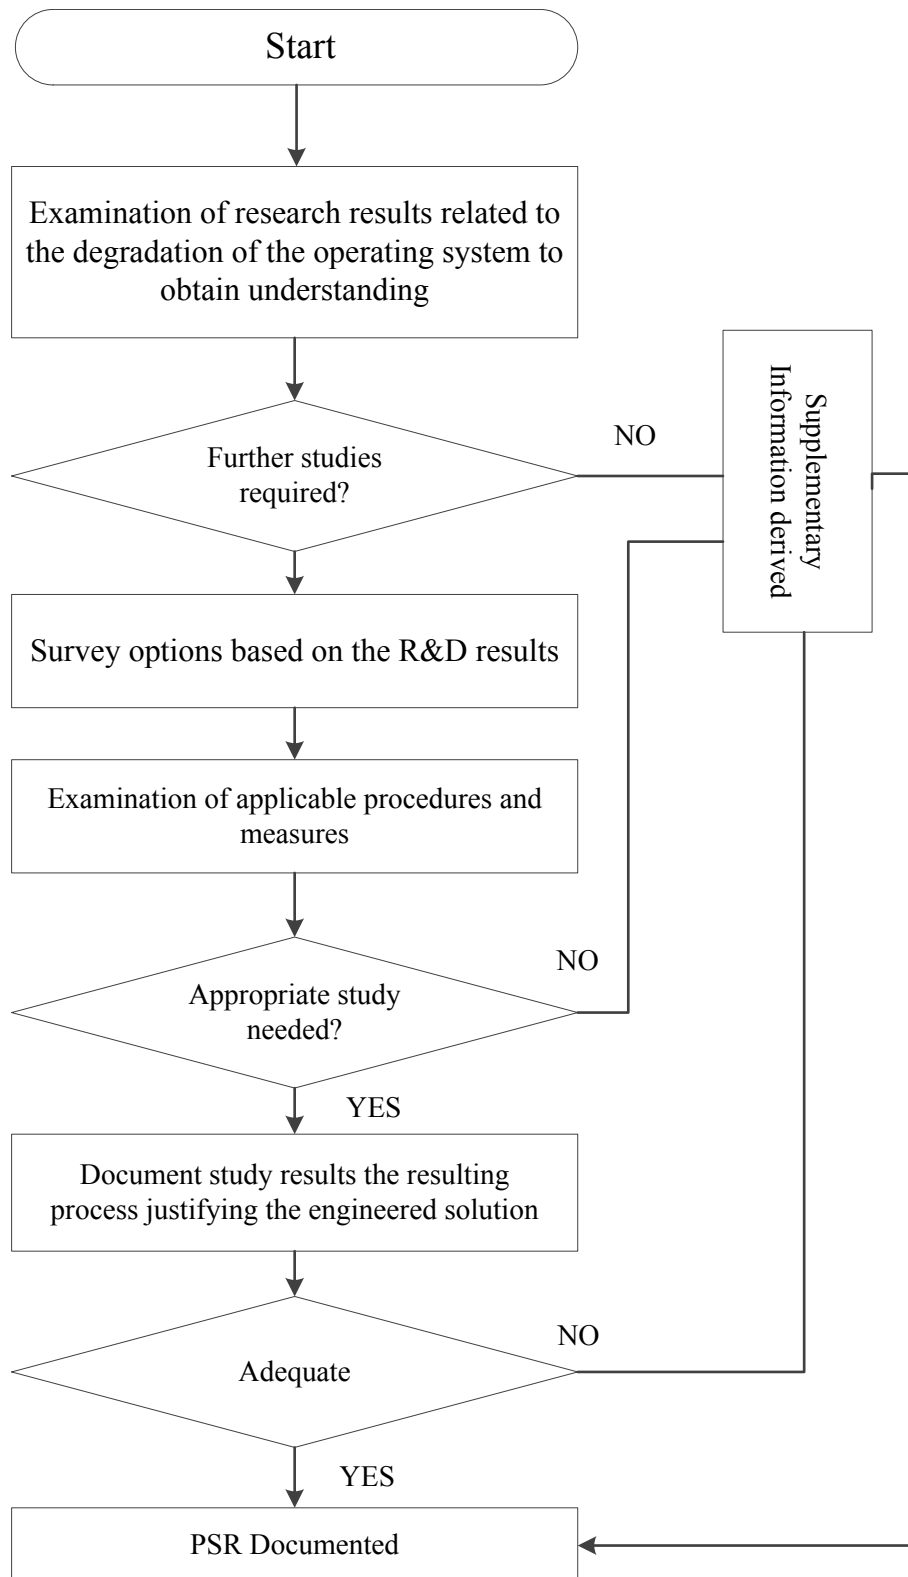 Start
Examination of research results related to
the degradation of the operating system to
obtain understanding
Further studies
required?
NO
Supplementary
Information derived
Survey options based on the R&D results
Examination of applicable procedures and
measures
Appropriate study
needed?
NO
YES
Document study results the resulting
process justifying the engineered solution
Adequate
NO
YES
PSR Documented